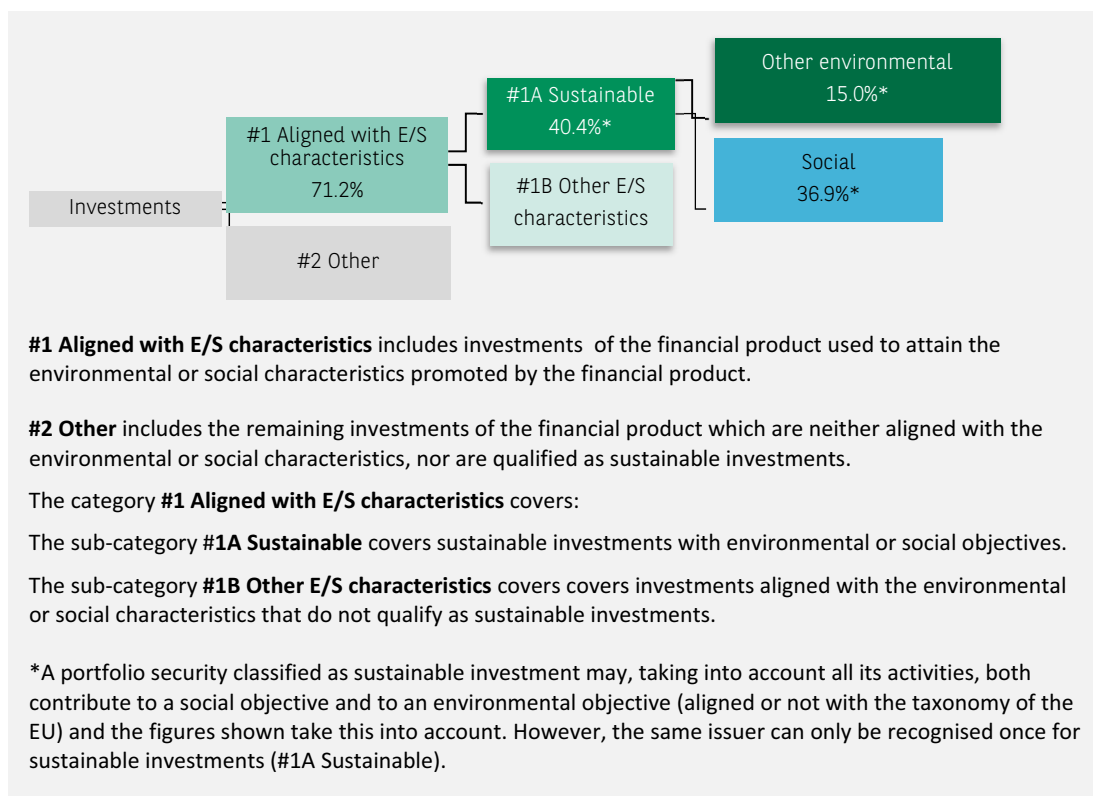 Other environmental
15.0%*
#1A Sustainable
40.4%*
#1 Aligned with E/S
characteristics
71.2%
Social
36.9%*
#1B Other E/S
characteristics
Investments
#2 Other
#1 Aligned with E/S characteristics includes investments of the financial product used to attain the
environmental or social characteristics promoted by the financial product.
#2 Other includes the remaining investments of the financial product which are neither aligned with the
environmental or social characteristics, nor are qualified as sustainable investments.
The category #1 Aligned with E/S characteristics covers:
The sub-category #1A Sustainable covers sustainable investments with environmental or social objectives.
The sub-category #1B Other E/S characteristics covers covers investments aligned with the environmental
or social characteristics that do not qualify as sustainable investments.
*A portfolio security classified as sustainable investment may, taking into account all its activities, both
contribute to a social objective and to an environmental objective (aligned or not with the taxonomy of the
EU) and the figures shown take this into account. However, the same issuer can only be recognised once for
sustainable investments (#1A Sustainable).